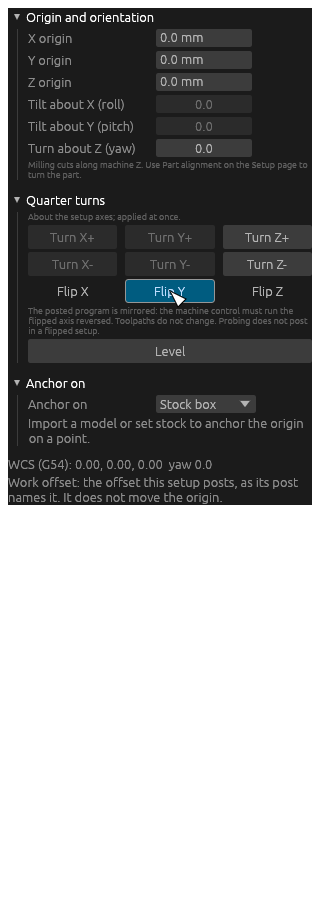 Origin and orientation
X origin 0.0 mm
Y origin 0.0 mm
Z origin 0.0 mm
Tilt about X (roll) 0.0
Tilt about Y (pitch) 0.0
Turn about Z (yaw) 0.0
Milling cuts along machine Z. Use Part alignment on the Setup page to
turn the part.
Quarter turns
About the setup axes; applied at once.
Turn X+ Turn Y+ Turn Z+
Turn X- Turn Y- Turn Z-
Flip X Flip Y Flip Z
The posted program is mirrored: the machine control must run the
flipped axis reversed. Toolpaths do not change. Probing does not post
in a flipped setup.
Level
Anchor on
Anchor on Stock box
Import a model or set stock to anchor the origin
on a point.
WCS (G54): 0.00, 0.00, 0.00 yaw 0.0
Work offset: the offset this setup posts, as its post
names it. It does not move the origin.